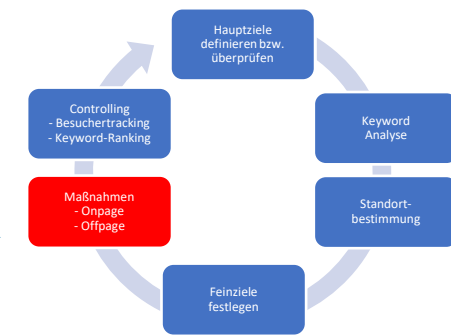 Hauptziele
definieren bzw.
überprüfen
Keyword
Analyse
Standort-
bestimmung
Feinziele
festlegen
Maßnahmen
- Onpage
- Offpage
Controlling
- Besuchertracking
- Keyword-Ranking